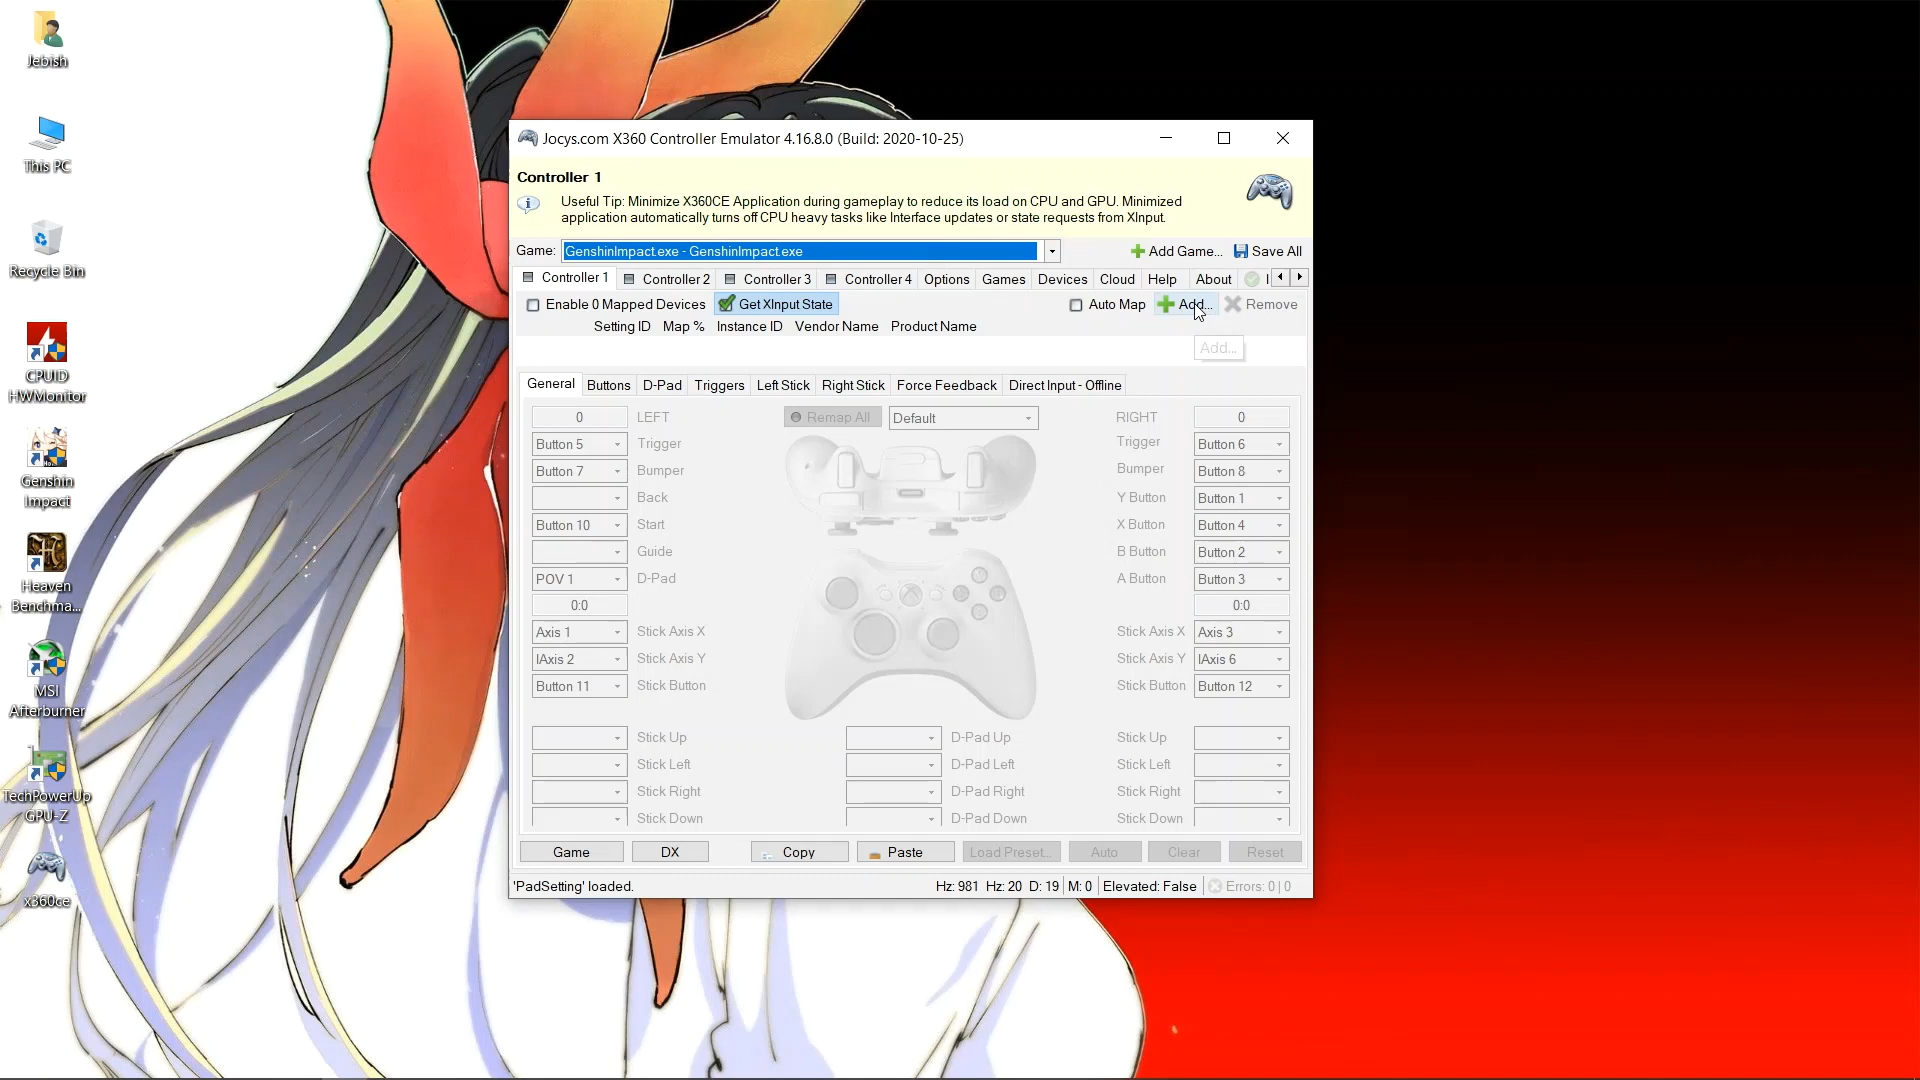 Jebish
This PC
Recycle Bin
CPUID
HWMonitor
Genshin
Impact
Heaven
Benchma...
MSI
Afterburner
TechPowerUp
GPU-Z
x360ce
Jocys.com X360 Controller Emulator 4.16.8.0 (Build: 2020-10-25)
Controller 1
Useful Tip: Minimize X360CE Application during gameplay to reduce its load on CPU and GPU. Minimized
application automatically turns off CPU heavy tasks like Interface updates or state requests from XInput.
Game: GenshinImpact.exe - GenshinImpact.exe Add Game... Save All
Controller 1 Controller 2 Controller 3 Controller 4 Options Games Devices Cloud Help About
Enable 0 Mapped Devices Get XInput State Auto Map Add... Remove
Setting ID Map % Instance ID Vendor Name Product Name
Add...
General Buttons D-Pad Triggers Left Stick Right Stick Force Feedback Direct Input - Offline
0 LEFT Remap All Default RIGHT 0
Button 5 Trigger Trigger Button 6
Button 7 Bumper Bumper Button 8
Back Y Button Button 1
Button 10 Start X Button Button 4
Guide B Button Button 2
POV 1 D-Pad A Button Button 3
0:0 0:0
Axis 1 Stick Axis X Stick Axis X Axis 3
IAxis 2 Stick Axis Y Stick Axis Y IAxis 6
Button 11 Stick Button Stick Button Button 12
Stick Up D-Pad Up Stick Up
Stick Left D-Pad Left Stick Left
Stick Right D-Pad Right Stick Right
Stick Down D-Pad Down Stick Down
Game DX Copy Paste Load Preset... Auto Clear Reset
'PadSetting' loaded. Hz: 981 Hz: 20 D: 19 M: 0 Elevated: False Errors: 0 | 0